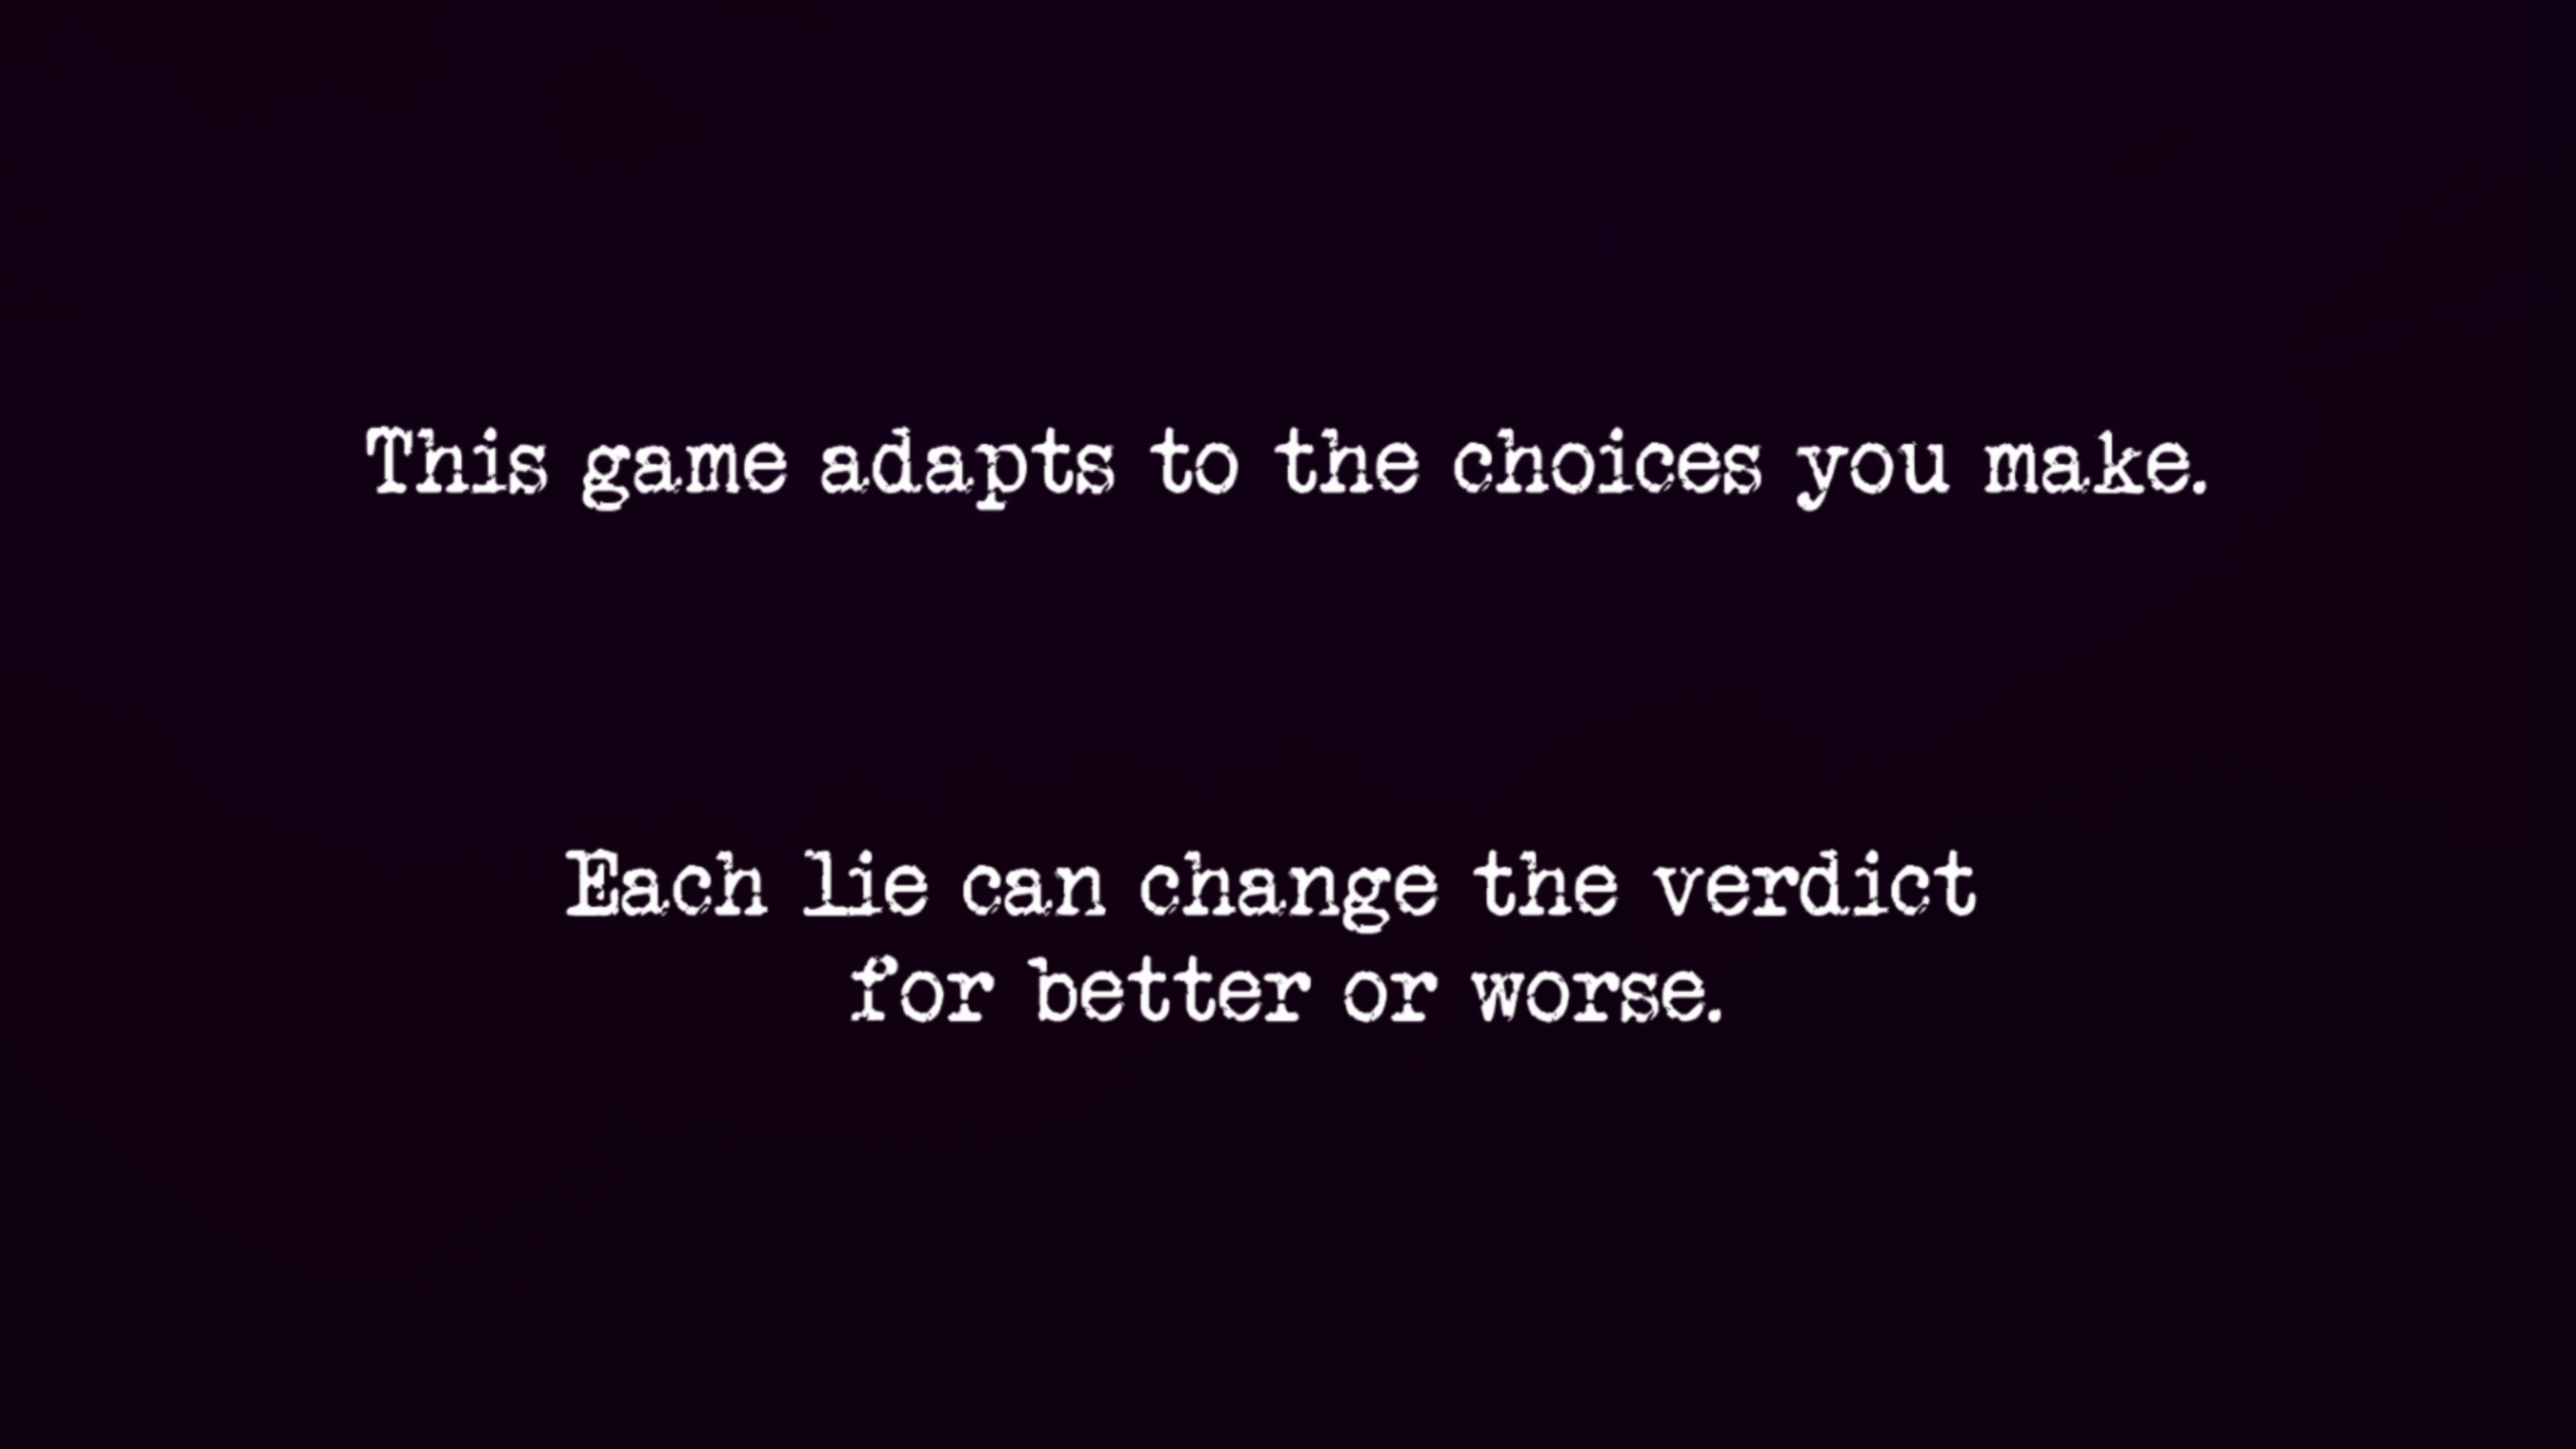 This game adapts to the choices you make.
Each lie can change the verdict
for better or worse.